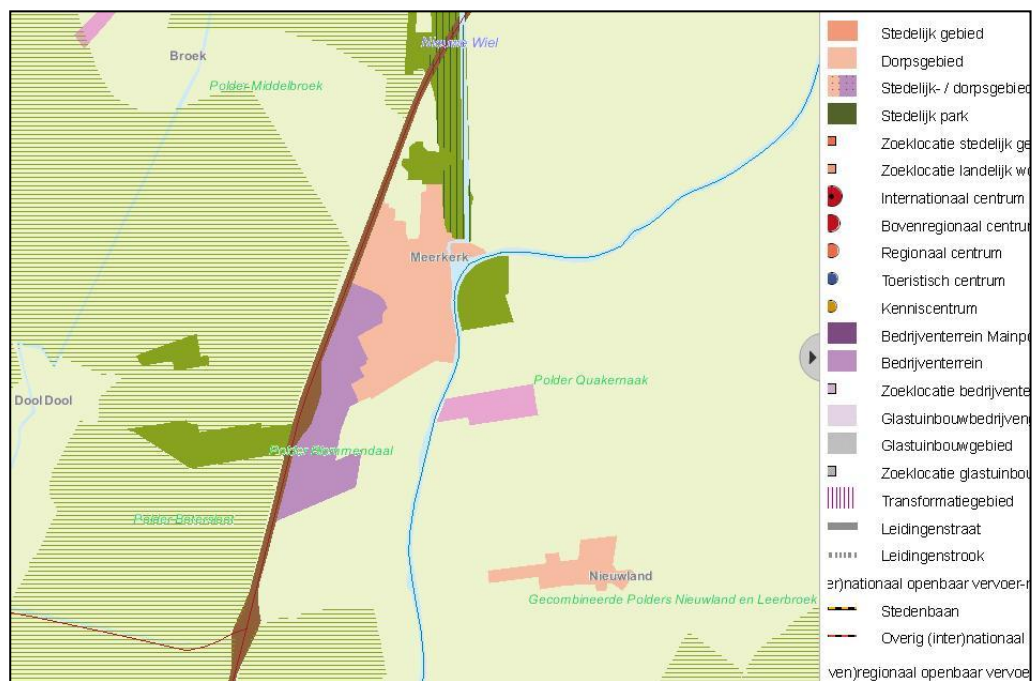 Nieuwe Wiel
Broek
Polder Middelbroek
Meerkerk
Polder Quakernaak
Dool Dool
Polder Bloemendaal
Nieuwland
Gecombineerde Polders Nieuwland en Leerbroek
Stedelijk gebied
Dorpsgebied
Stedelijk- / dorpsgebied
Stedelijk park
Zoeklocatie stedelijk ge
Zoeklocatie landelijk wo
Internationaal centrum
Bovenregionaal centrum
Regionaal centrum
Toeristisch centrum
Kenniscentrum
Bedrijventerrein Mainpo
Bedrijventerrein
Zoeklocatie bedrijvente
Glastuinbouwbedrijveng
Glastuinbouwgebied
Zoeklocatie glastuinbou
Transformatiegebied
Leidingenstraat
Leidingenstrook
er)nationaal openbaar vervoer-n
Stedenbaan
Overig (inter)nationaal
ven)regionaal openbaar vervoe